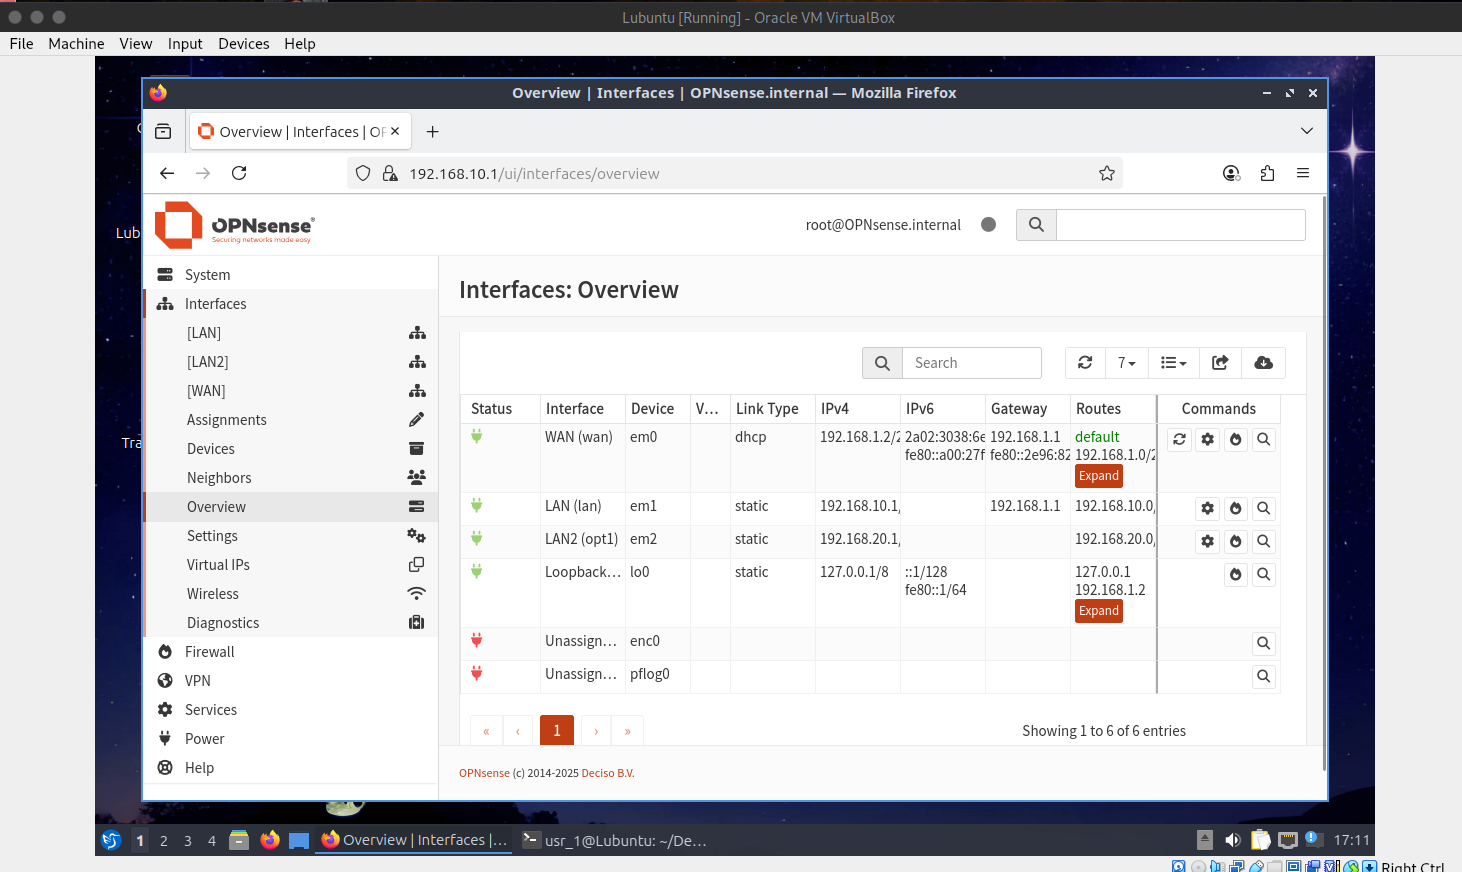 Lubuntu [Running] - Oracle VM VirtualBox
File Machine View Input Devices Help
Overview | Interfaces | OPNsense.internal — Mozilla Firefox
Overview | Interfaces | OF
192.168.10.1/ui/interfaces/overview
OPNsense®
Securing networks made easy
root@OPNsense.internal
Lub
Tra
System
Interfaces
[LAN]
[LAN2]
[WAN]
Assignments
Devices
Neighbors
Overview
Settings
Virtual IPs
Wireless
Diagnostics
Firewall
VPN
Services
Power
Help
Interfaces: Overview
Search
7
Status Interface Device V... Link Type IPv4 IPv6 Gateway Routes Commands
WAN (wan) em0 dhcp 192.168.1.2/2 2a02:3038:6e 192.168.1.1 default
fe80::a00:27f fe80::2e96:82 192.168.1.0/2
Expand
LAN (lan) em1 static 192.168.10.1/ 192.168.1.1 192.168.10.0/
LAN2 (opt1) em2 static 192.168.20.1/ 192.168.20.0/
Loopback... lo0 static 127.0.0.1/8 ::1/128 127.0.0.1
fe80::1/64 192.168.1.2
Expand
Unassign... enc0
Unassign... pflog0
« ‹ 1 › »
Showing 1 to 6 of 6 entries
OPNsense (c) 2014-2025 Deciso B.V.
1 2 3 4 Overview | Interfaces |... usr_1@Lubuntu: ~/De... 17:11
Right Ctrl